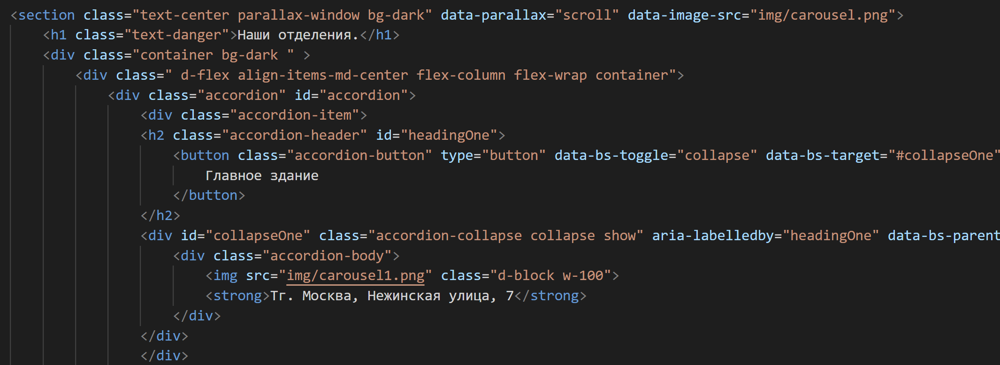 <section class="text-center parallax-window bg-dark" data-parallax="scroll" data-image-src="img/carousel.png">
<h1 class="text-danger">Наши отделения.</h1>
<div class="container bg-dark " >
<div class=" d-flex align-items-md-center flex-column flex-wrap container">
<div class="accordion" id="accordion">
<div class="accordion-item">
<h2 class="accordion-header" id="headingOne">
<button class="accordion-button" type="button" data-bs-toggle="collapse" data-bs-target="#collapseOne"
Главное здание
</button>
</h2>
<div id="collapseOne" class="accordion-collapse collapse show" aria-labelledby="headingOne" data-bs-parent
<div class="accordion-body">
<img src="img/carousel1.png" class="d-block w-100">
<strong>Тг. Москва, Нежинская улица, 7</strong>
</div>
</div>
</div>